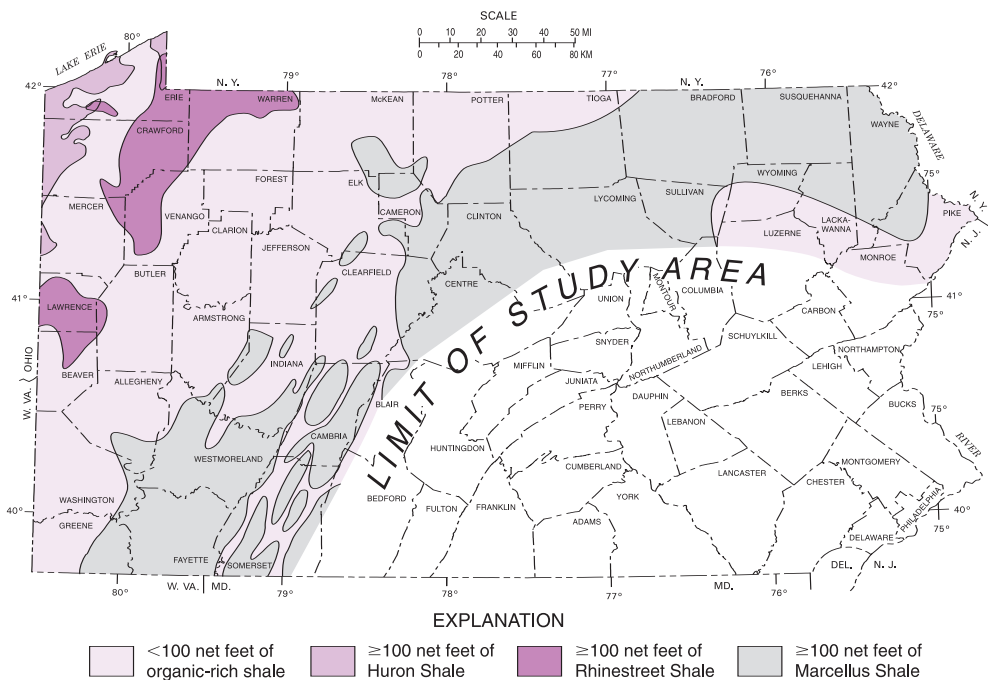 SCALE
0 10 20 30 40 50 MI
0 20 40 60 80 KM
LAKE ERIE
80°
42°
N. Y.
79°
78°
77°
N. Y.
76°
42°
ERIE
WARREN
McKEAN
POTTER
TIOGA
BRADFORD
SUSQUEHANNA
WAYNE
DELAWARE
CRAWFORD
75°
WYOMING
ELK
FOREST
SULLIVAN
LYCOMING
N. Y.
N. J.
PIKE
MERCER
VENANGO
CAMERON
CLINTON
LACKA-
WANNA
LUZERNE
CLARION
JEFFERSON
MONROE
BUTLER
CLEARFIELD
CENTRE
LIMIT OF STUDY AREA
41°
LAWRENCE
UNION
MONTOUR
COLUMBIA
41°
75°
CARBON
ARMSTRONG
SCHUYLKILL
SNYDER
NORTHUMBERLAND
NORTHAMPTON
W. VA. OHIO
BEAVER
ALLEGHENY
INDIANA
MIFFLIN
LEHIGH
JUNIATA
BLAIR
PERRY
DAUPHIN
BERKS
BUCKS
75°
LEBANON
CAMBRIA
HUNTINGDON
RIVER
WESTMORELAND
CUMBERLAND
LANCASTER
MONTGOMERY
CHESTER
WASHINGTON
BEDFORD
FULTON
FRANKLIN
YORK
PHILADELPHIA
40°
40°
75°
GREENE
ADAMS
DELAWARE
FAYETTE
SOMERSET
DEL.
N. J.
80°
W. VA.
MD.
79°
78°
77°
MD.
76°
EXPLANATION
<100 net feet of
organic-rich shale
≥100 net feet of
Huron Shale
≥100 net feet of
Rhinestreet Shale
≥100 net feet of
Marcellus Shale